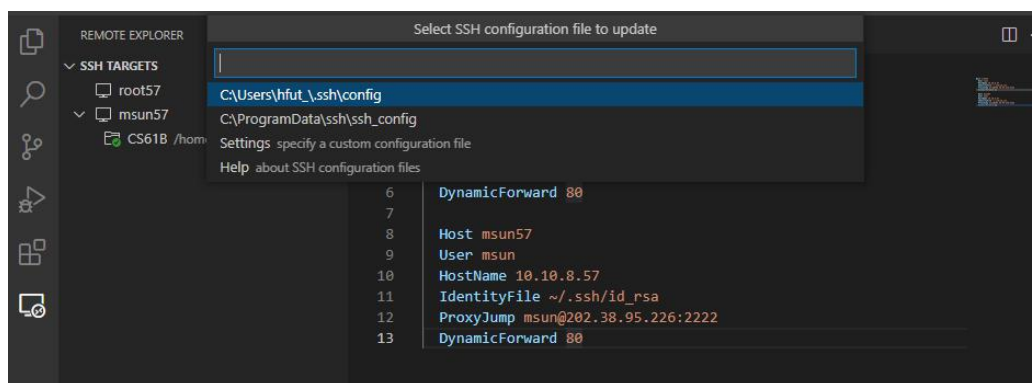 Select SSH configuration file to update
REMOTE EXPLORER
SSH TARGETS
root57
msun57
CS61B /hom
C:\Users\hfut_\.ssh\config
C:\ProgramData\ssh\ssh_config
Settings specify a custom configuration file
Help about SSH configuration files
6 DynamicForward 80
7
8 Host msun57
9 User msun
10 HostName 10.10.8.57
11 IdentityFile ~/.ssh/id_rsa
12 ProxyJump msun@202.38.95.226:2222
13 DynamicForward 80